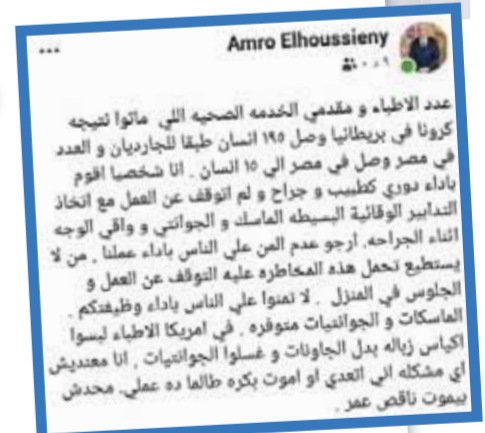 Amro Elhoussieny
٩ د
عدد الاطباء و مقدمي الخدمه الصحيه اللي ماتوا نتيجه
كرونا في بريطانيا وصل ١٩٥ انسان طبقا للجارديان و العدد
في مصر وصل في مصر الي ١٥ انسان . انا شخصيا اقوم
باداء دوري كطبيب و جراح و لم اتوقف عن العمل مع اتخاذ
التدابير الوقائية البسيطه الماسك و الجوانتي و واقي الوجه
اثناء الجراحه. ارجو عدم المن علي الناس باداء عملنا , من لا
يستطيع تحمل هذه المخاطره عليه التوقف عن العمل و
الجلوس في المنزل . لا تمنوا علي الناس باداء وظيفتكم .
الماسكات و الجوانتيات متوفره . في امريكا الاطباء لبسوا
اكياس زباله بدل الجاونات و غسلوا الجوانتيات , انا معنديش
اي مشكله اني اتعدي او اموت بكره طالما ده عملي. محدش
بيموت ناقص عمر .